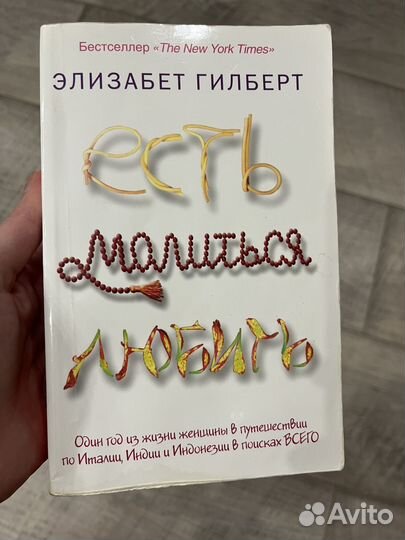 Бестселлер «The New York Times»
ЭЛИЗАБЕТ ГИЛБЕРТ
есть
молиться
любить
Один год из жизни женщины в путешествии
по Италии, Индии и Индонезии в поисках ВСЕГО
Avito